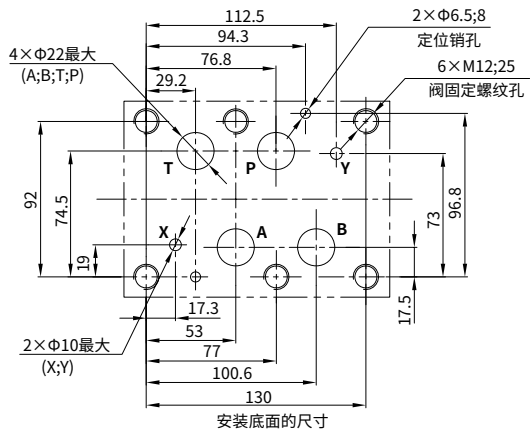 112.5
2×Φ6.5;8
94.3
定位销孔
4×Φ22最大
76.8
6×M12;25
(A;B;T;P)
29.2
阀固定螺纹孔
T
P
Y
92
74.5
73
96.8
X
A
B
19
17.5
17.3
2×Φ10最大
53
(X;Y)
77
100.6
130
安装底面的尺寸